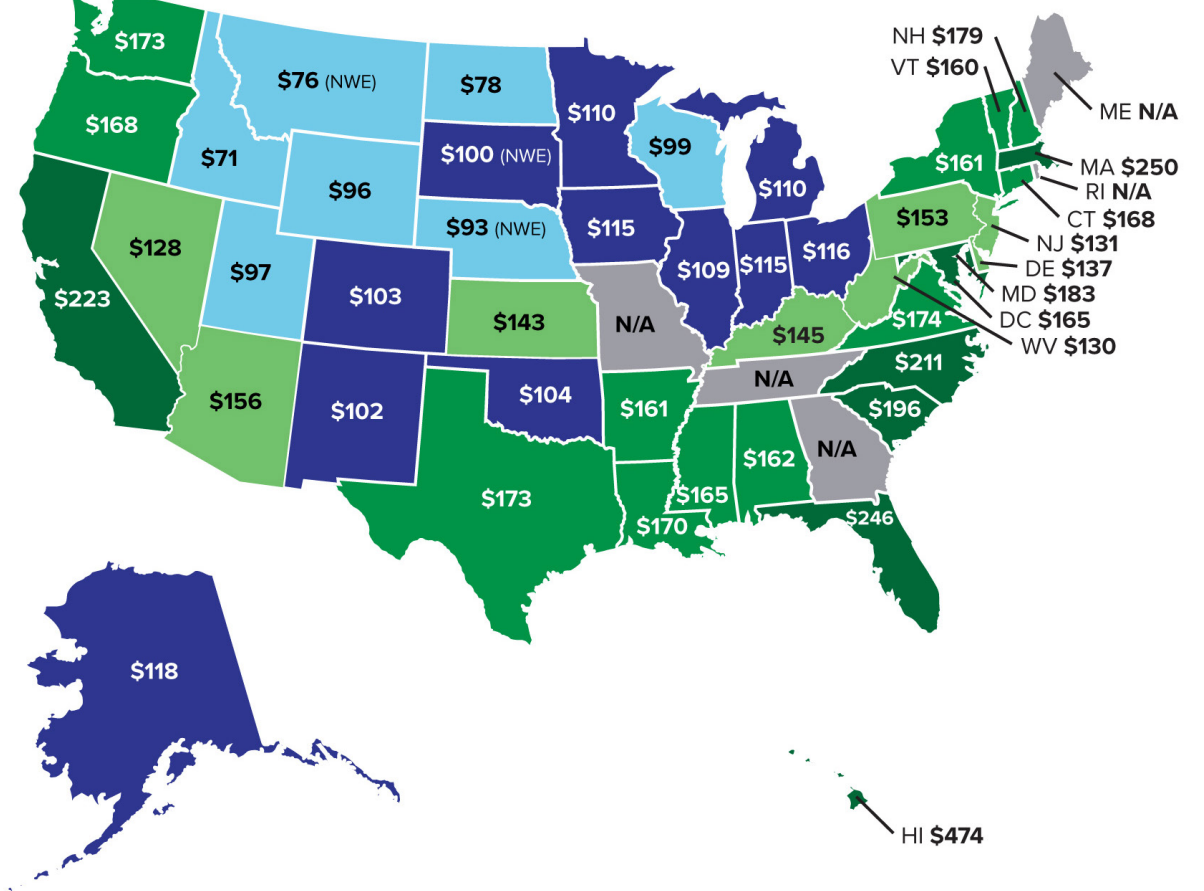 $173
NH $179
VT $160
$76 (NWE)
$78
$110
ME N/A
$168
$99
$71
$100 (NWE)
$161
MA $250
$96
$110
RI N/A
CT $168
$153
$128
$93 (NWE)
$115
NJ $131
$97
$116
$109
$115
DE $137
$223
$103
MD $183
$143
N/A
$145
$174
DC $165
WV $130
$211
N/A
$156
$102
$104
$161
$196
N/A
$162
$173
$165
$170
$246
$118
HI $474